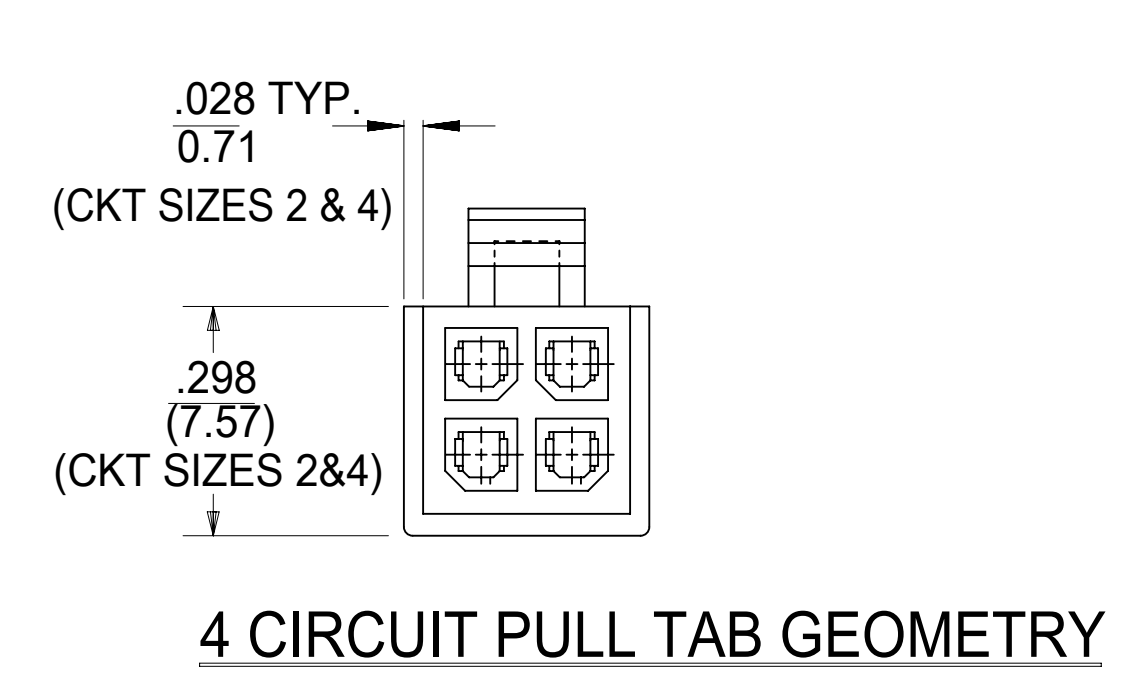 .028 TYP.
0.71
(CKT SIZES 2 & 4)
.298
(7.57)
(CKT SIZES 2&4)
4 CIRCUIT PULL TAB GEOMETRY